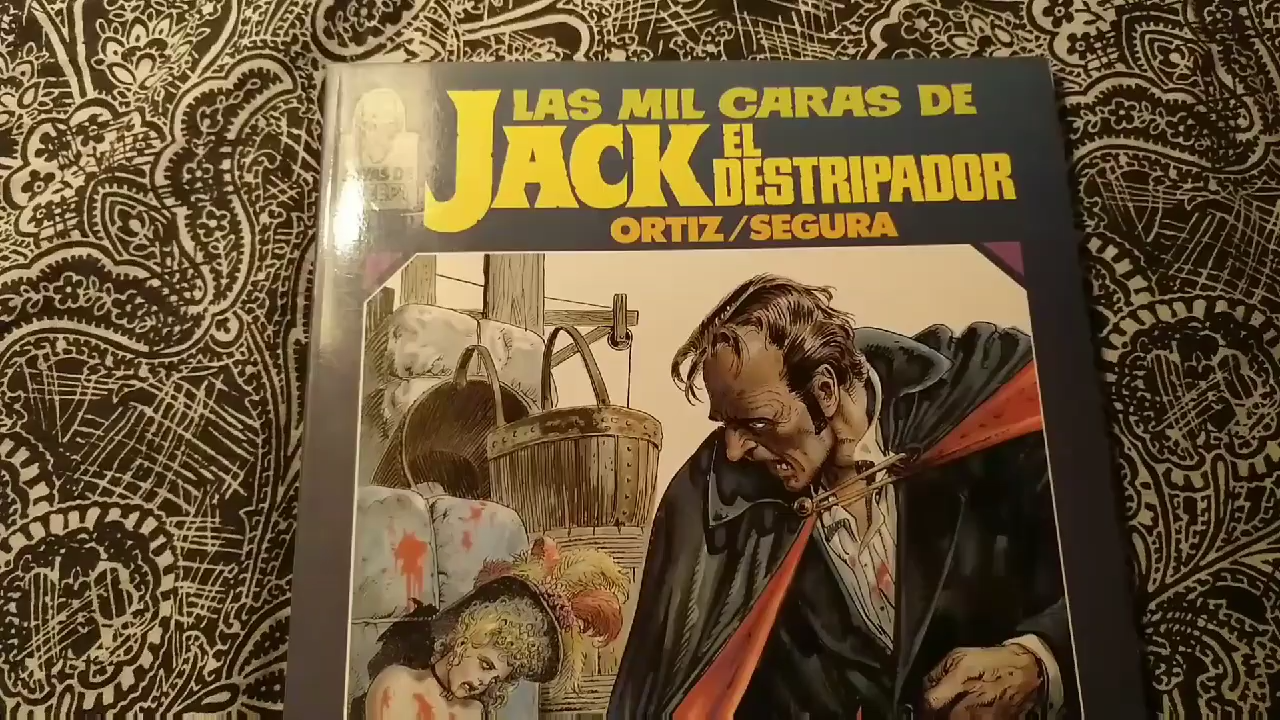 LAS MIL CARAS DE
JACK EL
DESTRIPADOR
ORTIZ/SEGURA